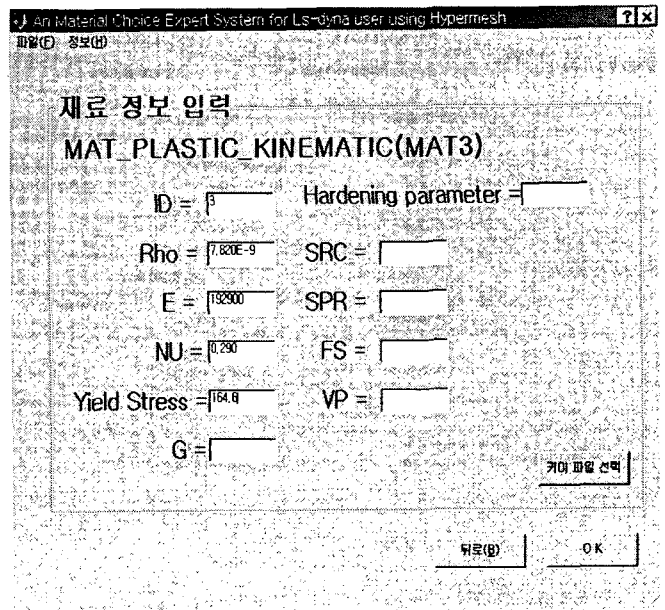 An Material Choice Expert System for Ls-dyna user using Hypermesh
파일(F) 정보(H)
재료 정보 입력
MAT_PLASTIC_KINEMATIC(MAT3)
ID = 3
Hardening parameter =
Rho = 7.820E-9
SRC =
E = 192900
SPR =
NU = 0.290
FS =
Yield Stress = 164.6
VP =
G =
키이 파일 선택
뒤로(B) OK